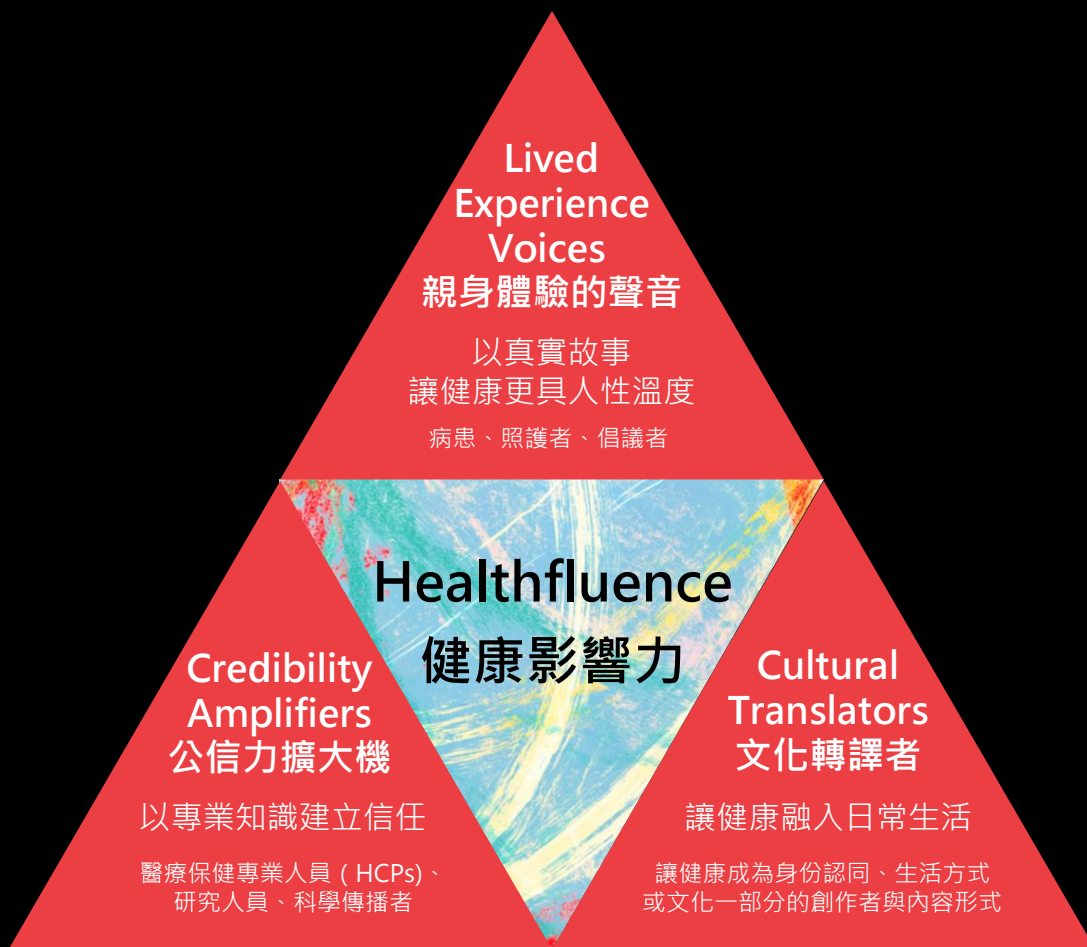 Lived
Experience
Voices
親身體驗的聲音
以真實故事
讓健康更具人性溫度
病患、照護者、倡議者
Healthfluence
健康影響力
Credibility
Amplifiers
公信力擴大機
以專業知識建立信任
醫療保健專業人員 ( HCPs)、
研究人員、科學傳播者
Cultural
Translators
文化轉譯者
讓健康融入日常生活
讓健康成為身份認同、生活方式
或文化一部分的創作者與內容形式